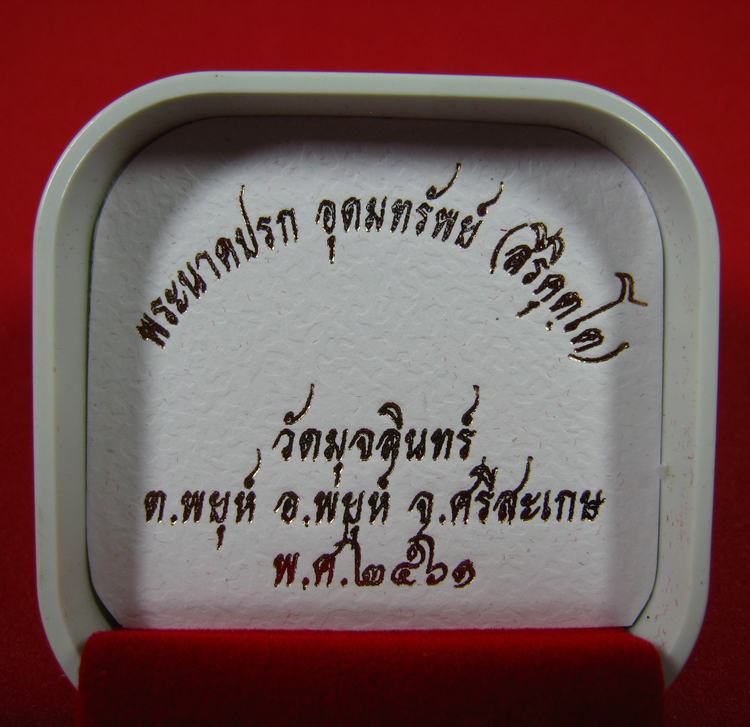 พระนาคปรก อุดมทรัพย์ (สิริคุตฺโต)
วัดมุจลินทร์
ต.พยุห์ อ.พยุห์ จ.ศรีสะเกษ
พ.ศ.๒๕๖๑